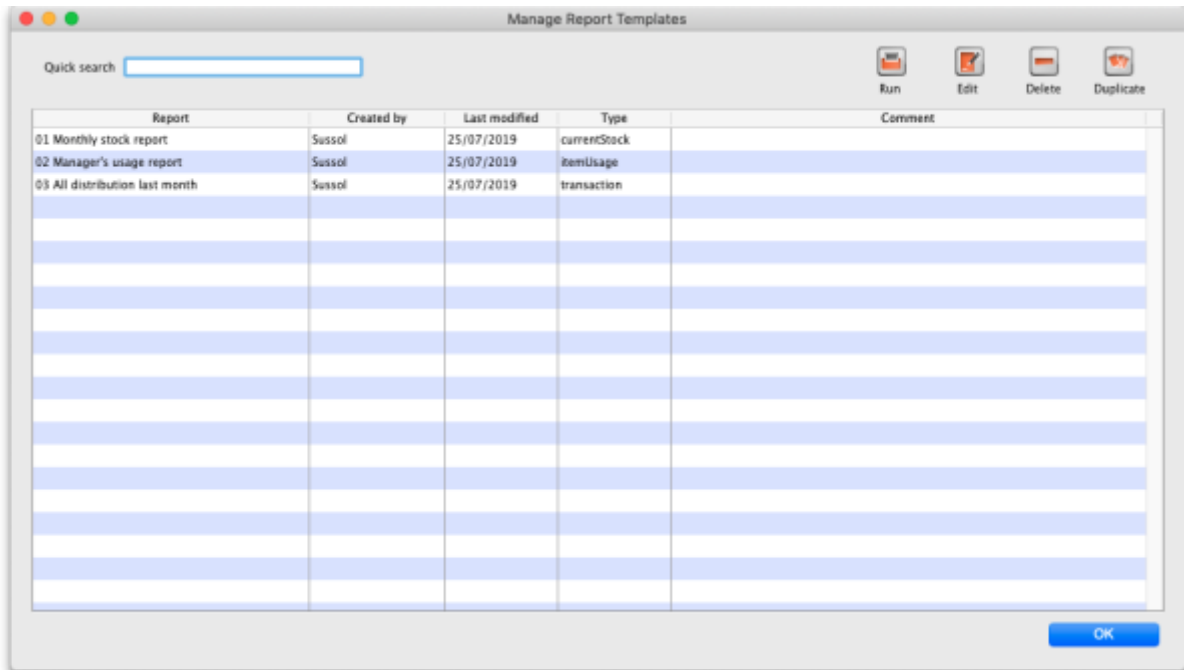 Manage Report Templates
Quick search
Run Edit Delete Duplicate
Report Created by Last modified Type Comment
01 Monthly stock report Sussol 25/07/2019 currentStock
02 Manager's usage report Sussol 25/07/2019 itemUsage
03 All distribution last month Sussol 25/07/2019 transaction
OK